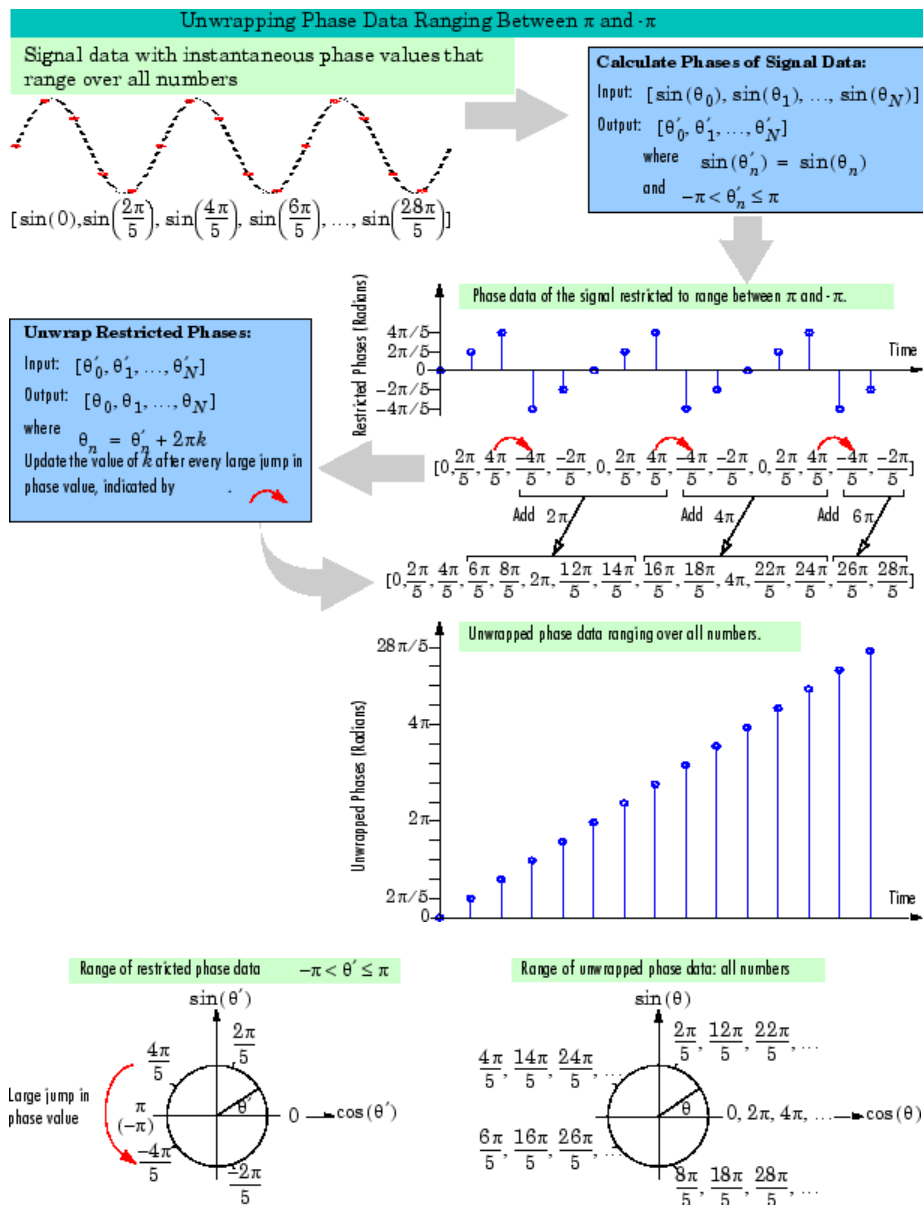 Unwrapping Phase Data Ranging Between π and -π
Signal data with instantaneous phase values that
range over all numbers
[sin(0), sin(2π/5), sin(4π/5), sin(6π/5), ..., sin(28π/5)]
Calculate Phases of Signal Data:
Input: [sin(θ₀), sin(θ₁), ..., sin(θ_N)]
Output: [θ′₀, θ′₁, ..., θ′_N]
where sin(θ′ₙ) = sin(θₙ)
and -π < θ′ₙ ≤ π
Phase data of the signal restricted to range between π and -π.
Restricted Phases (Radians)
4π/5
2π/5
0
-2π/5
-4π/5
Time
Unwrap Restricted Phases:
Input: [θ′₀, θ′₁, ..., θ′_N]
Output:
[θ₀, θ₁, ..., θ_N]
where
θₙ = θ′ₙ + 2πk
Update the value of k after every large jump in
phase value, indicated by .
[0, 2π/5, 4π/5, -4π/5, -2π/5, 0, 2π/5, 4π/5, -4π/5, -2π/5, 0, 2π/5, 4π/5, -4π/5, -2π/5]
Add 2π Add 4π Add 6π
[0, 2π/5, 4π/5, 6π/5, 8π/5, 2π, 12π/5, 14π/5, 16π/5, 18π/5, 4π, 22π/5, 24π/5, 26π/5, 28π/5]
Unwrapped phase data ranging over all numbers.
Unwrapped Phases (Radians)
28π/5
4π
2π
2π/5
0
Time
Range of restricted phase data -π < θ′ ≤ π
sin(θ′)
2π/5
4π/5
Large jump in
phase value
π
(-π)
θ′
0
cos(θ′)
-4π/5
-2π/5
Range of unwrapped phase data: all numbers
sin(θ)
2π/5, 12π/5, 22π/5, ...
4π/5, 14π/5, 24π/5, ...
θ
0, 2π, 4π, ...
cos(θ)
6π/5, 16π/5, 26π/5, ...
8π/5, 18π/5, 28π/5, ...